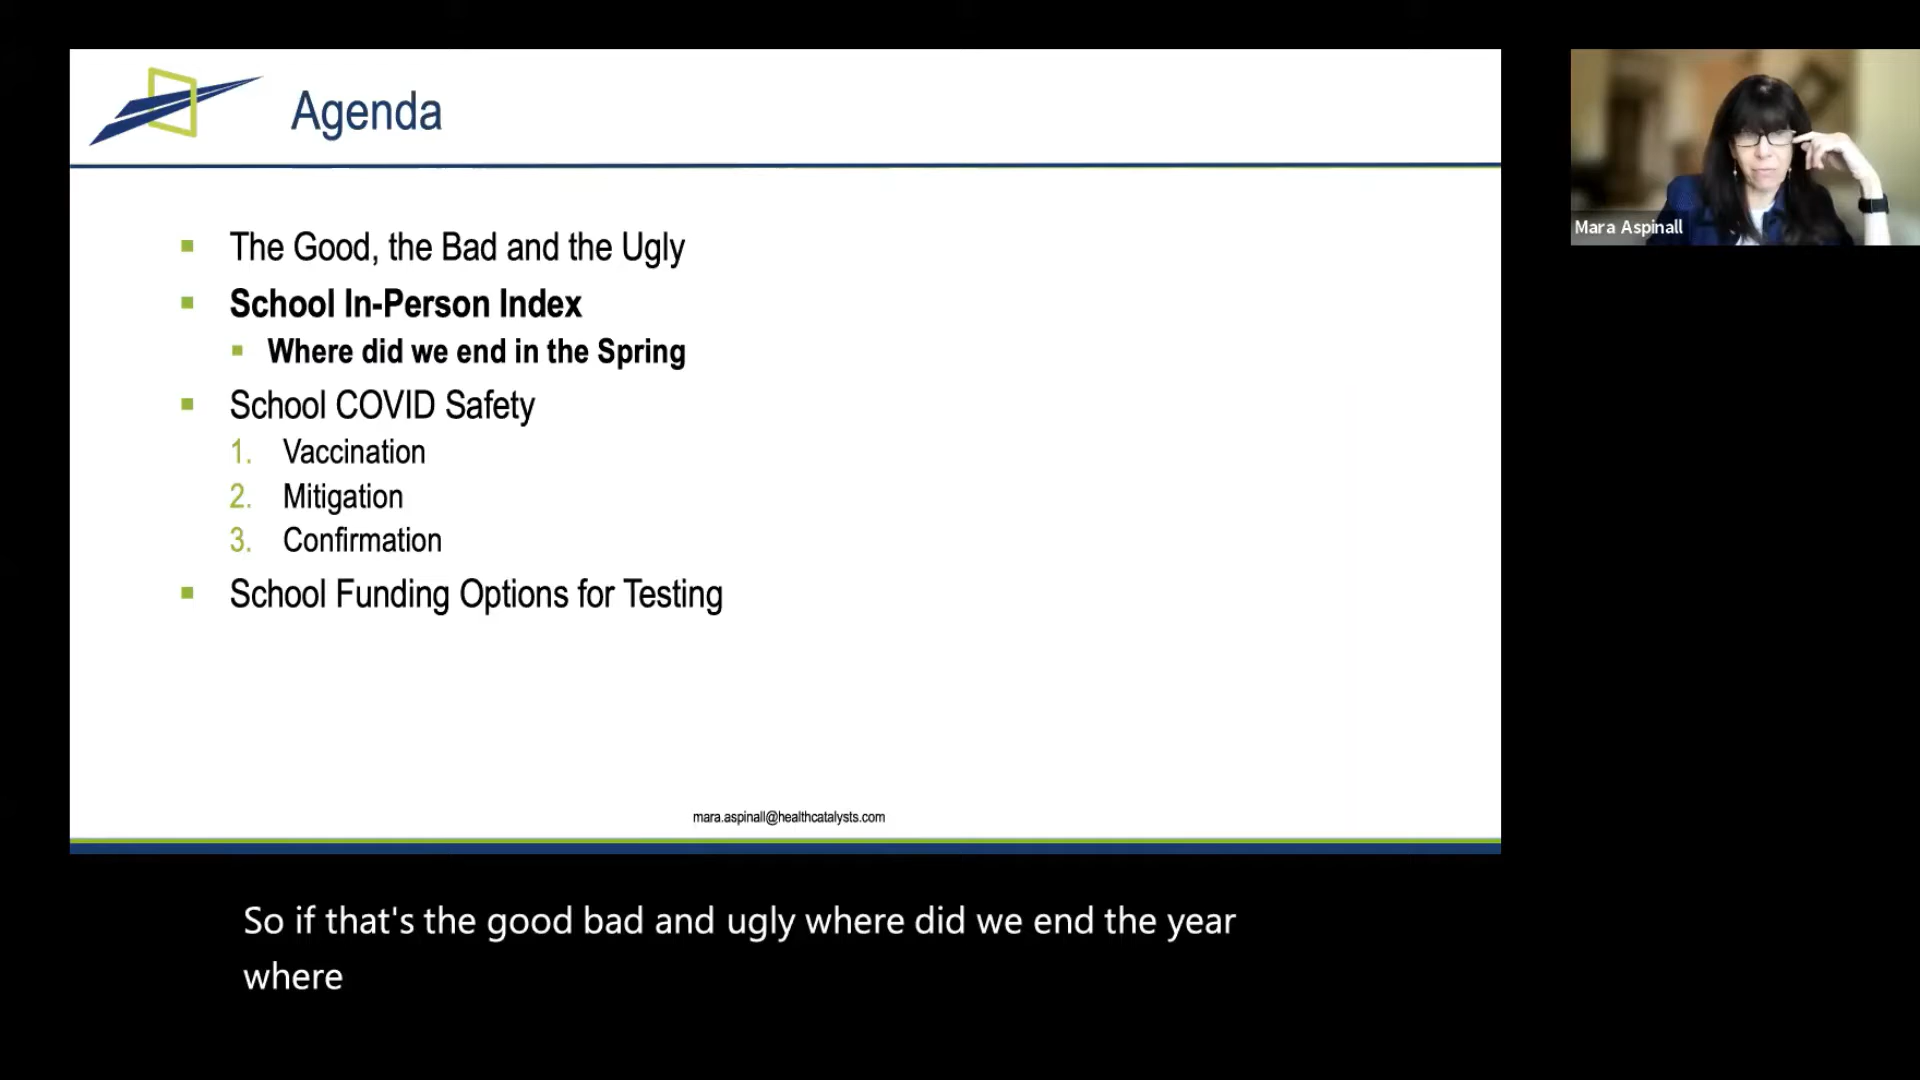 Agenda
The Good, the Bad and the Ugly
School In-Person Index
Where did we end in the Spring
School COVID Safety
1. Vaccination
2. Mitigation
3. Confirmation
School Funding Options for Testing
mara.aspinall@healthcatalysts.com
Mara Aspinall
So if that's the good bad and ugly where did we end the year
where